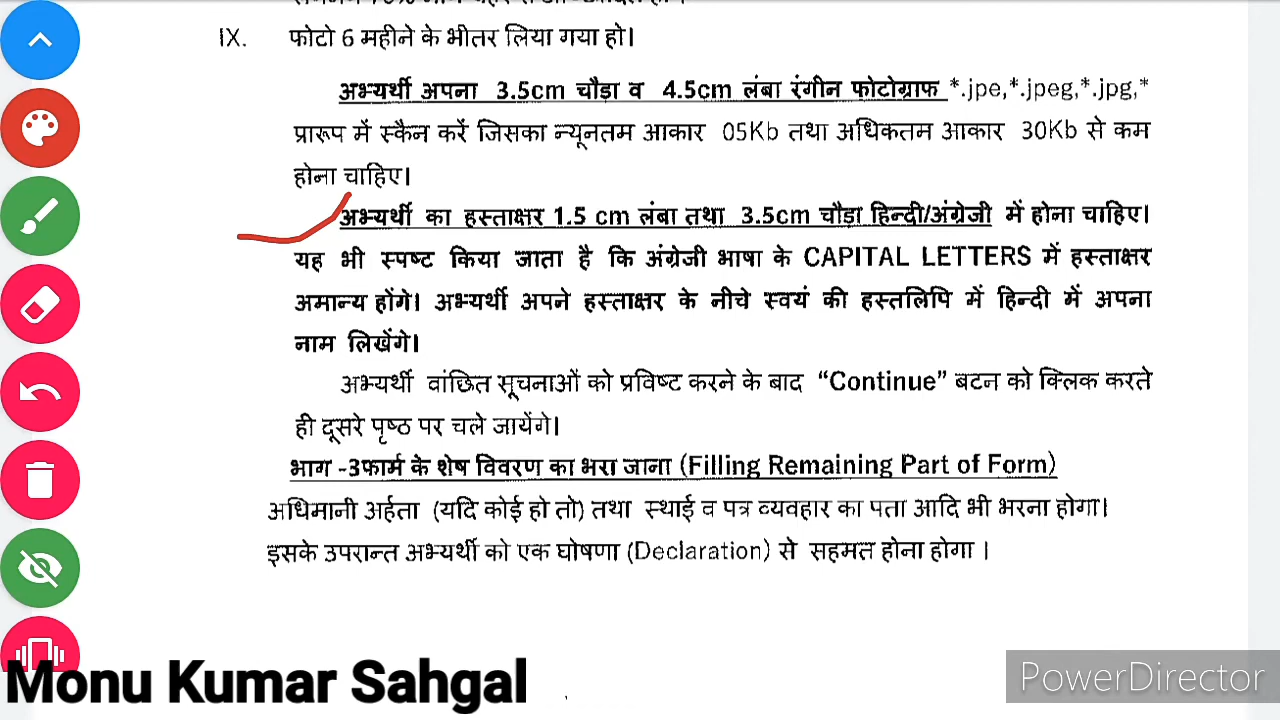 IX. फोटो 6 महीने के भीतर लिया गया हो।
अभ्यर्थी अपना 3.5cm चौड़ा व 4.5cm लंबा रंगीन फोटोग्राफ *.jpe,*.jpeg,*.jpg,*
प्रारूप में स्कैन करें जिसका न्यूनतम आकार 05Kb तथा अधिकतम आकार 30Kb से कम
होना चाहिए।
अभ्यर्थी का हस्ताक्षर 1.5 cm लंबा तथा 3.5cm चौड़ा हिन्दी/अंग्रेजी में होना चाहिए।
यह भी स्पष्ट किया जाता है कि अंग्रेजी भाषा के CAPITAL LETTERS में हस्ताक्षर
अमान्य होंगे। अभ्यर्थी अपने हस्ताक्षर के नीचे स्वयं की हस्तलिपि में हिन्दी में अपना
नाम लिखेंगे।
अभ्यर्थी वांछित सूचनाओं को प्रविष्ट करने के बाद “Continue” बटन को क्लिक करते
ही दूसरे पृष्ठ पर चले जायेंगे।
भाग -3फार्म के शेष विवरण का भरा जाना (Filling Remaining Part of Form)
अधिमानी अर्हता (यदि कोई हो तो) तथा स्थाई व पत्र व्यवहार का पता आदि भी भरना होगा।
इसके उपरान्त अभ्यर्थी को एक घोषणा (Declaration) से सहमत होना होगा ।
Monu Kumar Sahgal
PowerDirector